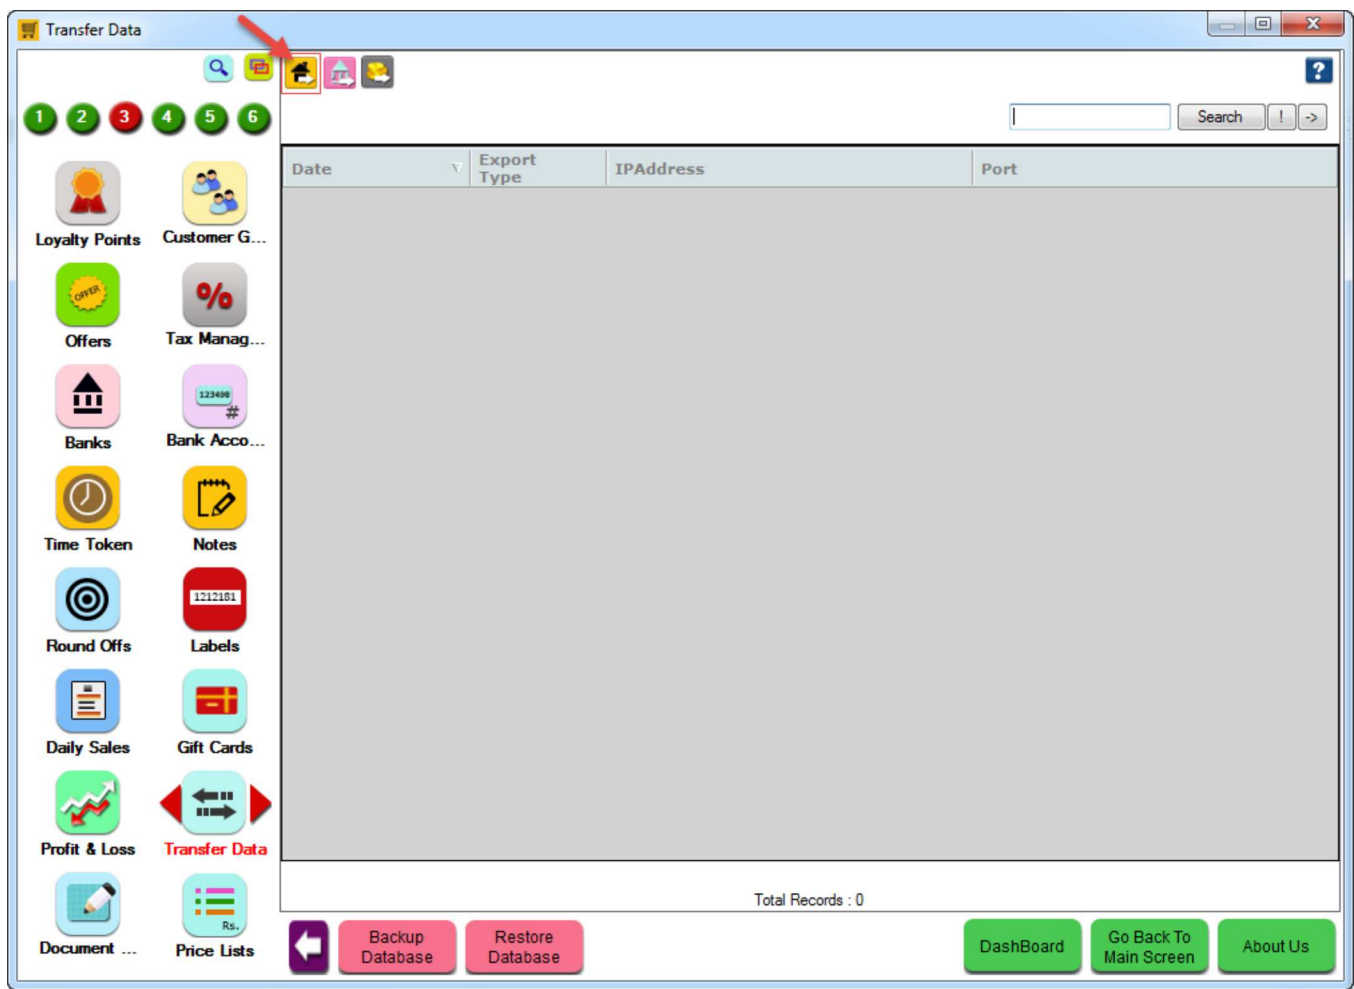 Transfer Data
?
1 2 3 4 5 6
Search ! ->
Date
Export
Type
IPAddress
Port
Loyalty Points
Customer G...
OFFER
%
Offers
Tax Manag...
123498
#
Banks
Bank Acco...
Time Token
Notes
1212181
Round Offs
Labels
Daily Sales
Gift Cards
Profit & Loss
Transfer Data
Rs.
Document ...
Price Lists
Total Records : 0
Backup
Database
Restore
Database
DashBoard
Go Back To
Main Screen
About Us